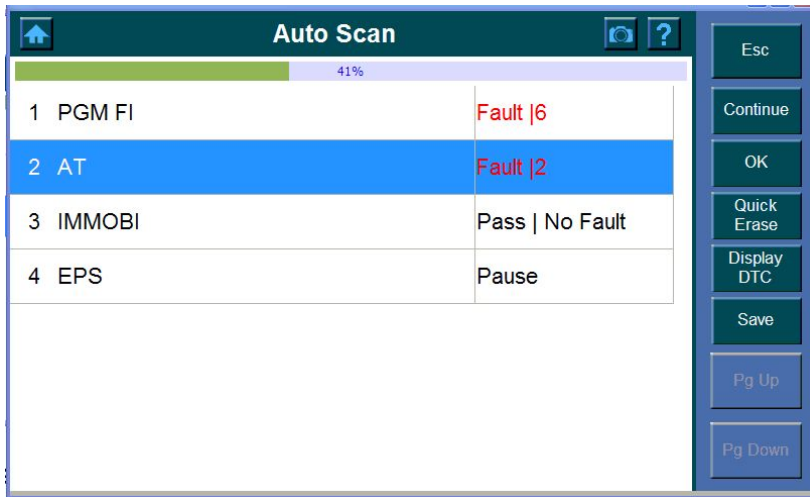 Auto Scan
?
41%
1 PGM FI Fault |6
2 AT Fault |2
3 IMMOBI Pass | No Fault
4 EPS Pause
Esc
Continue
OK
Quick
Erase
Display
DTC
Save
Pg Up
Pg Down